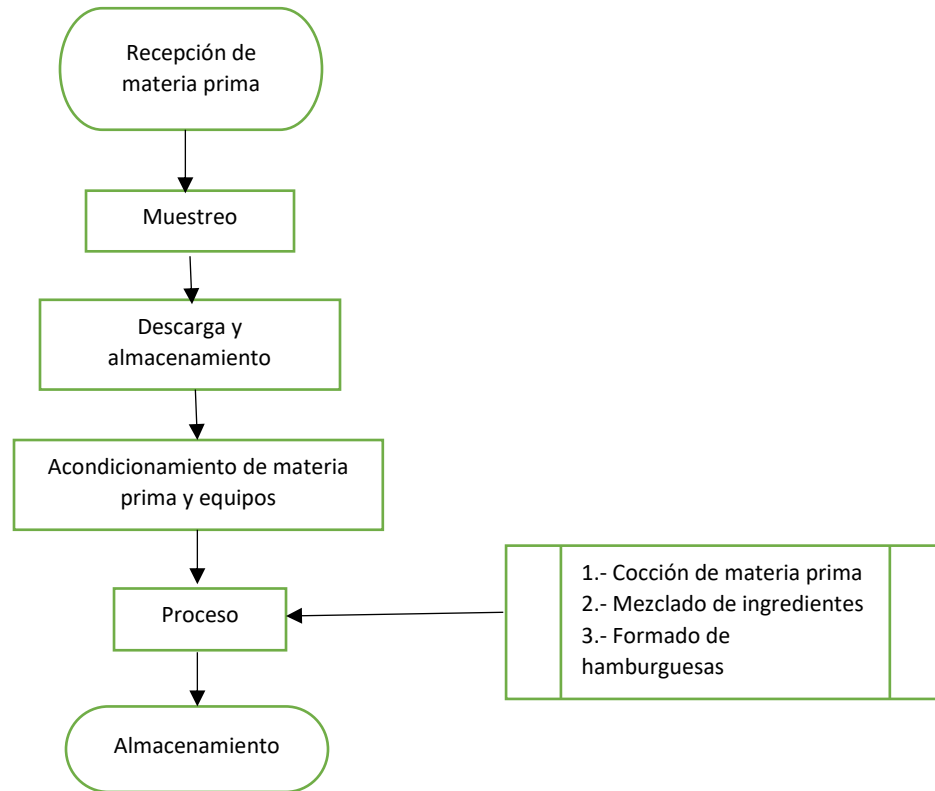 Recepción de
materia prima
Muestreo
Descarga y
almacenamiento
Acondicionamiento de materia
prima y equipos
Proceso
1.- Cocción de materia prima
2.- Mezclado de ingredientes
3.- Formado de
hamburguesas
Almacenamiento